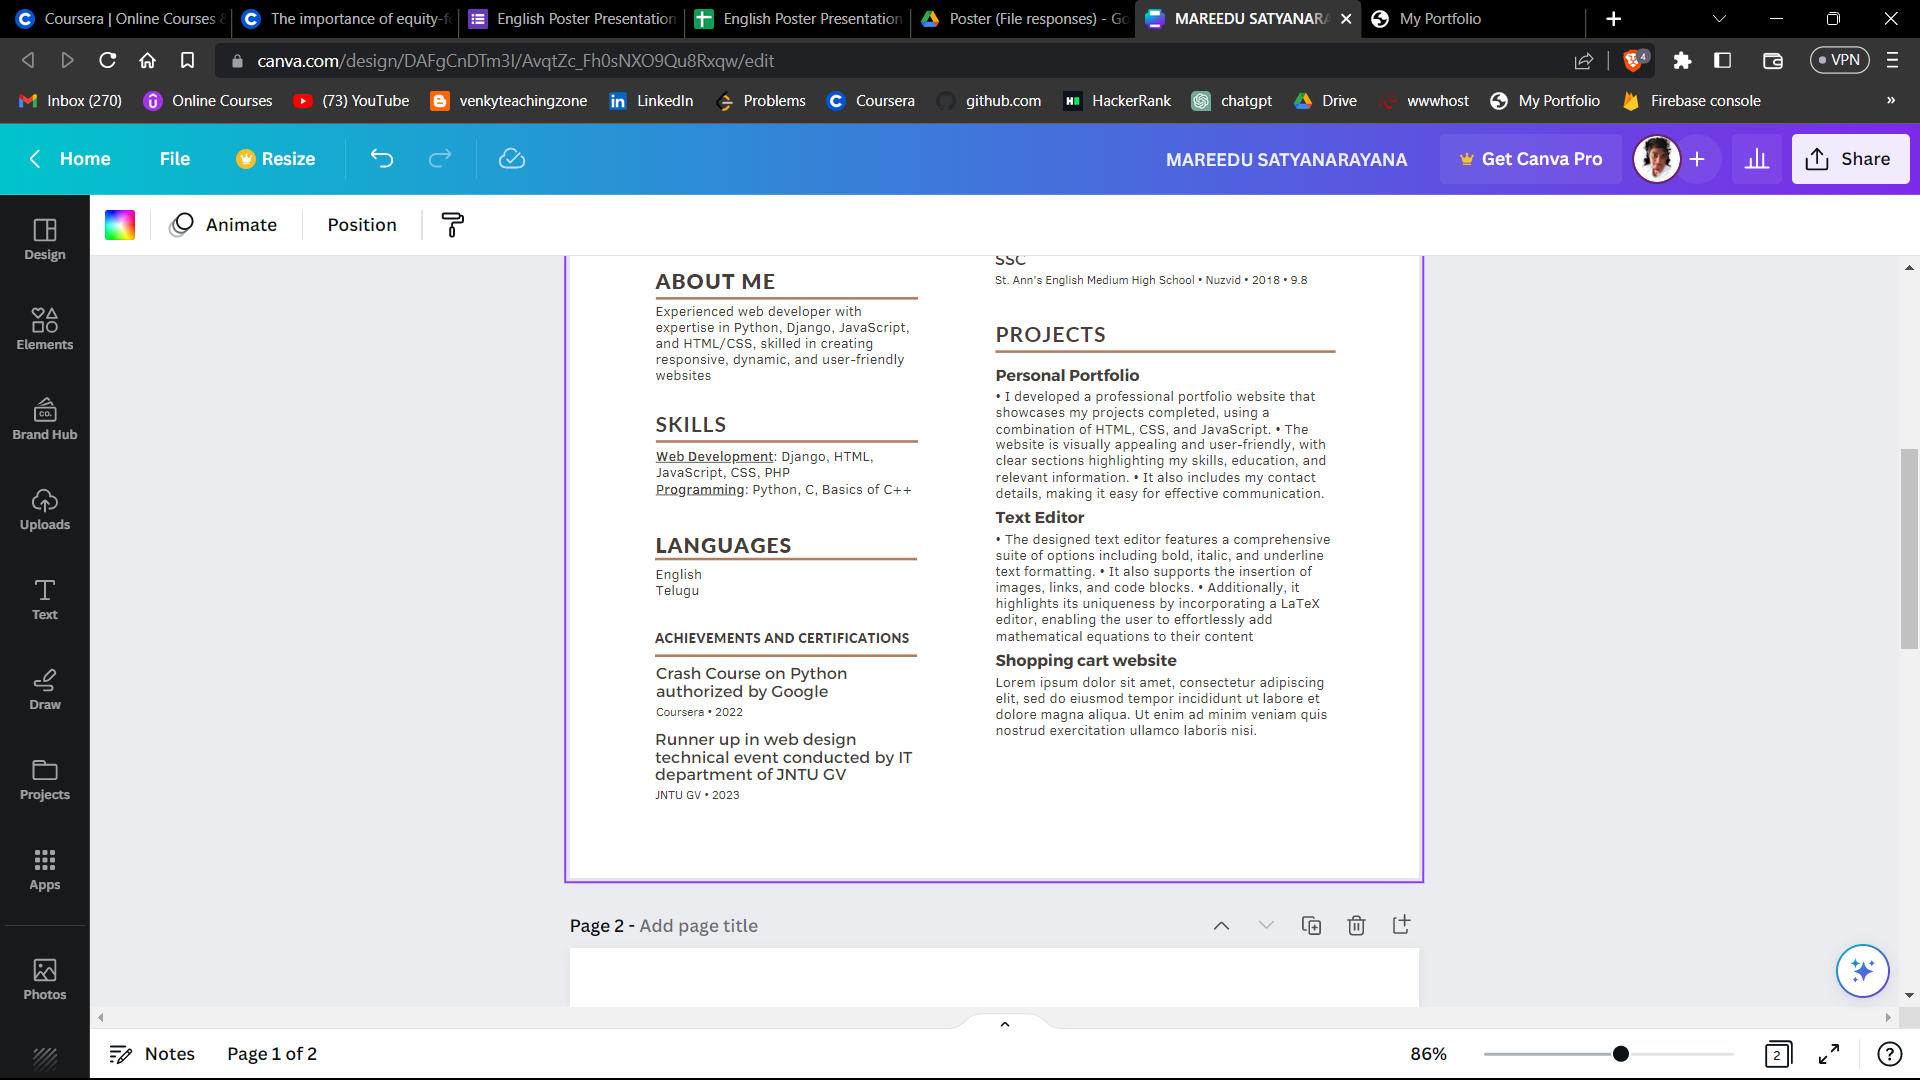 Coursera | Online Courses &
The importance of equity-f
English Poster Presentation
English Poster Presentation
Poster (File responses) - Go
MAREEDU SATYANARA
My Portfolio
canva.com/design/DAFgCnDTm3I/AvqtZc_Fh0sNXO9Qu8Rxqw/edit
4
VPN
Inbox (270)
Online Courses
(73) YouTube
venkyteachingzone
LinkedIn
Problems
Coursera
github.com
HackerRank
chatgpt
Drive
wwwhost
My Portfolio
Firebase console
»
Home
File
Resize
MAREEDU SATYANARAYANA
Get Canva Pro
Share
Animate
Position
Design
Elements
CO.
Brand Hub
Uploads
Text
Draw
Projects
Apps
Photos
ABOUT ME
Experienced web developer with
expertise in Python, Django, JavaScript,
and HTML/CSS, skilled in creating
responsive, dynamic, and user-friendly
websites
SKILLS
Web Development: Django, HTML,
JavaScript, CSS, PHP
Programming: Python, C, Basics of C++
LANGUAGES
English
Telugu
ACHIEVEMENTS AND CERTIFICATIONS
Crash Course on Python
authorized by Google
Coursera • 2022
Runner up in web design
technical event conducted by IT
department of JNTU GV
JNTU GV • 2023
SSC
St. Ann's English Medium High School • Nuzvid • 2018 • 9.8
PROJECTS
Personal Portfolio
• I developed a professional portfolio website that
showcases my projects completed, using a
combination of HTML, CSS, and JavaScript. • The
website is visually appealing and user-friendly, with
clear sections highlighting my skills, education, and
relevant information. • It also includes my contact
details, making it easy for effective communication.
Text Editor
• The designed text editor features a comprehensive
suite of options including bold, italic, and underline
text formatting. • It also supports the insertion of
images, links, and code blocks. • Additionally, it
highlights its uniqueness by incorporating a LaTeX
editor, enabling the user to effortlessly add
mathematical equations to their content
Shopping cart website
Lorem ipsum dolor sit amet, consectetur adipiscing
elit, sed do eiusmod tempor incididunt ut labore et
dolore magna aliqua. Ut enim ad minim veniam quis
nostrud exercitation ullamco laboris nisi.
Page 2 - Add page title
Notes
Page 1 of 2
86%
2
?